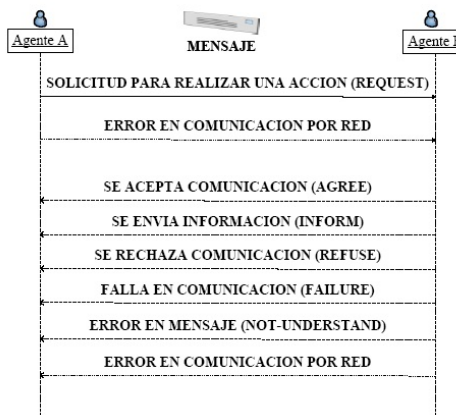 Agente A
MENSAJE
Agente
SOLICITUD PARA REALIZAR UNA ACCION (REQUEST)
ERROR EN COMUNICACION POR RED
SE ACEPTA COMUNICACION (AGREE)
SE ENVIA INFORMACION (INFORM)
SE RECHAZA COMUNICACION (REFUSE)
FALLA EN COMUNICACION (FAILURE)
ERROR EN MENSAJE (NOT-UNDERSTAND)
ERROR EN COMUNICACION POR RED